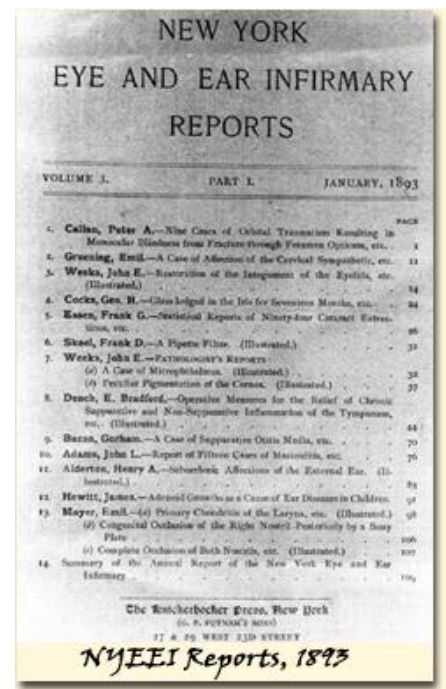 NEW YORK
EYE AND EAR INFIRMARY
REPORTS
VOLUME I. PART I. JANUARY, 1893
PAGE
1. Callan, Peter A.—Nine Cases of Orbital Traumatism Resulting in
Monocular Blindness from Fracture through Foramen Opticum, etc. . 1
2. Gruening, Emil.—A Case of Affection of the Cervical Sympathetic, etc. 11
3. Weeks, John E.—Restoration of the Integument of the Eyelids, etc.
(Illustrated.) 14
4. Cocks, Geo. H.—Glass lodged in the Iris for Seventeen Months, etc. 24
5. Frank G.—Statistical Reports of Ninety-four Cataract Extrac-
tions, etc. 26
6. Skeel, Frank D.—A Pipette Filter. (Illustrated.) 32
7. Weeks, John E.—PATHOLOGIST'S REPORTS:
(a) A Case of Microphthalmus. (Illustrated.) 32
(b) Peculiar Pigmentation of the Cornea. (Illustrated.) 37
8. Dench, E. Bradford.—Operative Measures for the Relief of Chronic
Suppurative and Non-Suppurative Inflammation of the Tympanum,
etc. (Illustrated.) 44
9. Bacon, Gorham.—A Case of Suppurative Otitis Media, etc. 70
10. Adams, John L.—Report of Fifteen Cases of Mastoiditis, etc. 76
11. Alderton, Henry A.—Seborrhoeic Affections of the External Ear. (Il-
lustrated.) 83
12. Hewitt, James.—Adenoid Growths as a Cause of Ear Diseases in Children. 91
13. Mayer, Emil.—(a) Primary Chondritis of the Larynx, etc. (Illustrated.) 98
(b) Congenital Occlusion of the Right Nostril Posteriorly by a Bony
Plate 106
(c) Complete Occlusion of Both Nostrils, etc. (Illustrated.) 107
14. Summary of the Annual Report of the New York Eye and Ear
Infirmary 109
The Knickerbocker Press, New York
(G. P. PUTNAM'S SONS)
27 & 29 WEST 23D STREET
NYEEI Reports, 1893